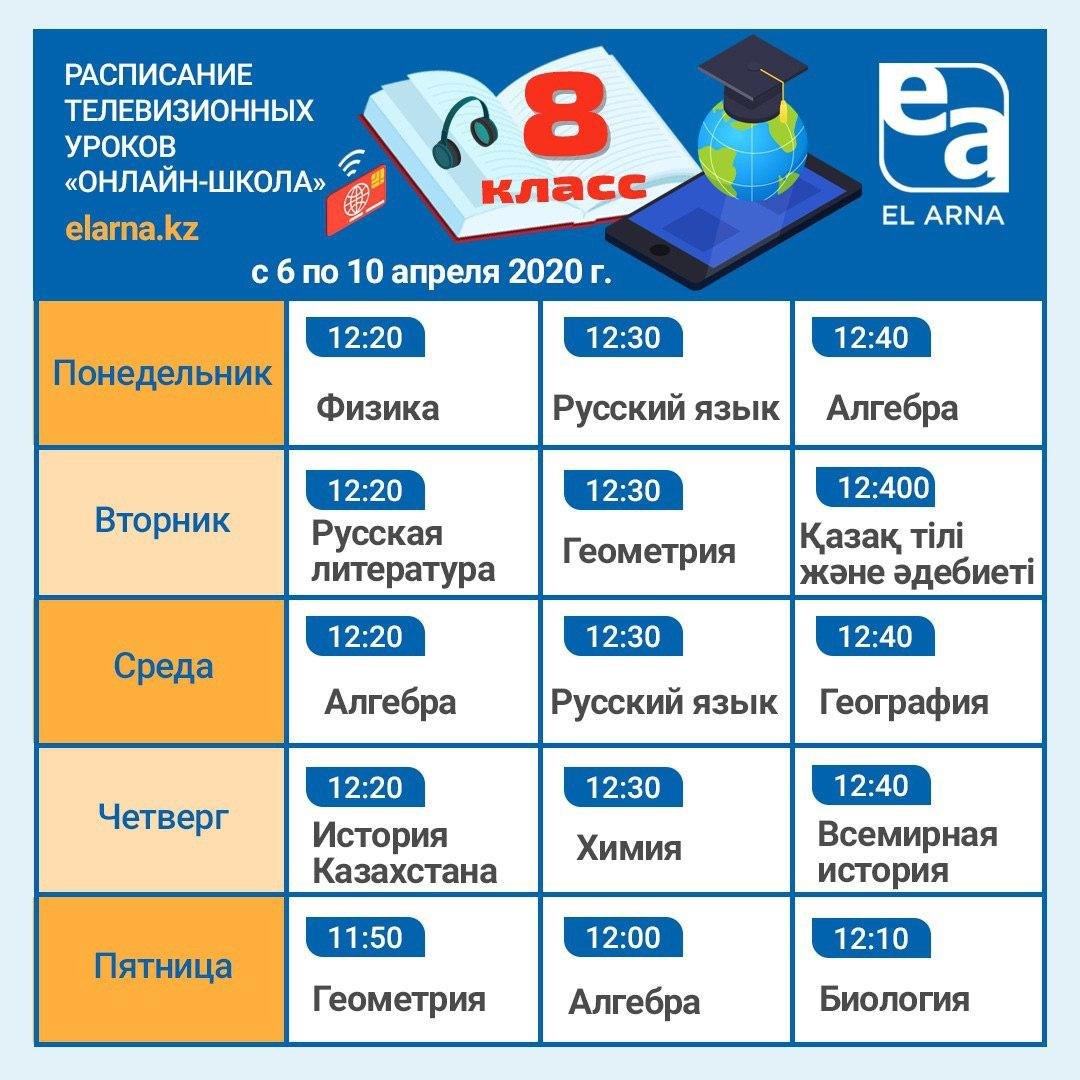 РАСПИСАНИЕ
ТЕЛЕВИЗИОННЫХ
УРОКОВ
«ОНЛАЙН-ШКОЛА»
elarna.kz
8
класс
ea
EL ARNA
с 6 по 10 апреля 2020 г.
Понедельник
12:20
Физика
12:30
Русский язык
12:40
Алгебра
Вторник
12:20
Русская
литература
12:30
Геометрия
12:400
Қазақ тілі
және әдебиеті
Среда
12:20
Алгебра
12:30
Русский язык
12:40
География
Четверг
12:20
История
Казахстана
12:30
Химия
12:40
Всемирная
история
Пятница
11:50
Геометрия
12:00
Алгебра
12:10
Биология